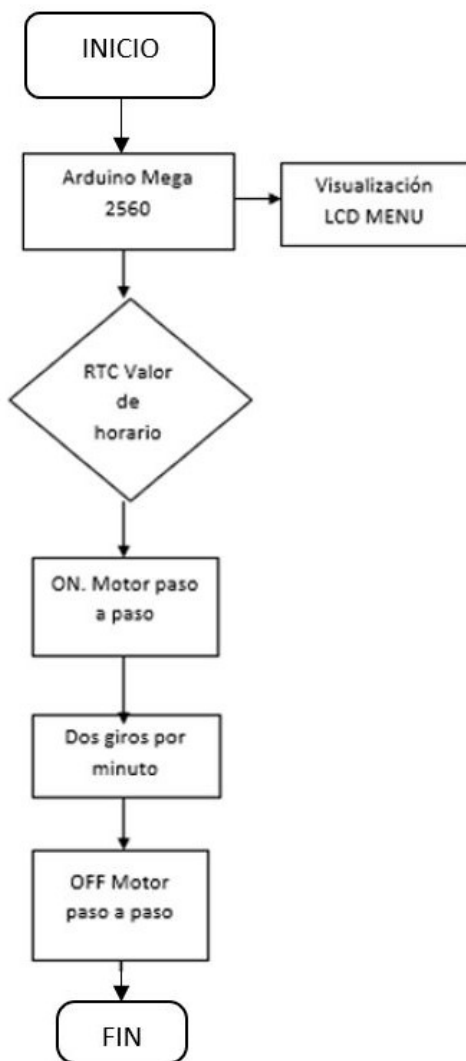 INICIO
Arduino Mega
2560
Visualización
LCD MENU
RTC Valor
de
horario
ON. Motor paso
a paso
Dos giros por
minuto
OFF Motor
paso a paso
FIN